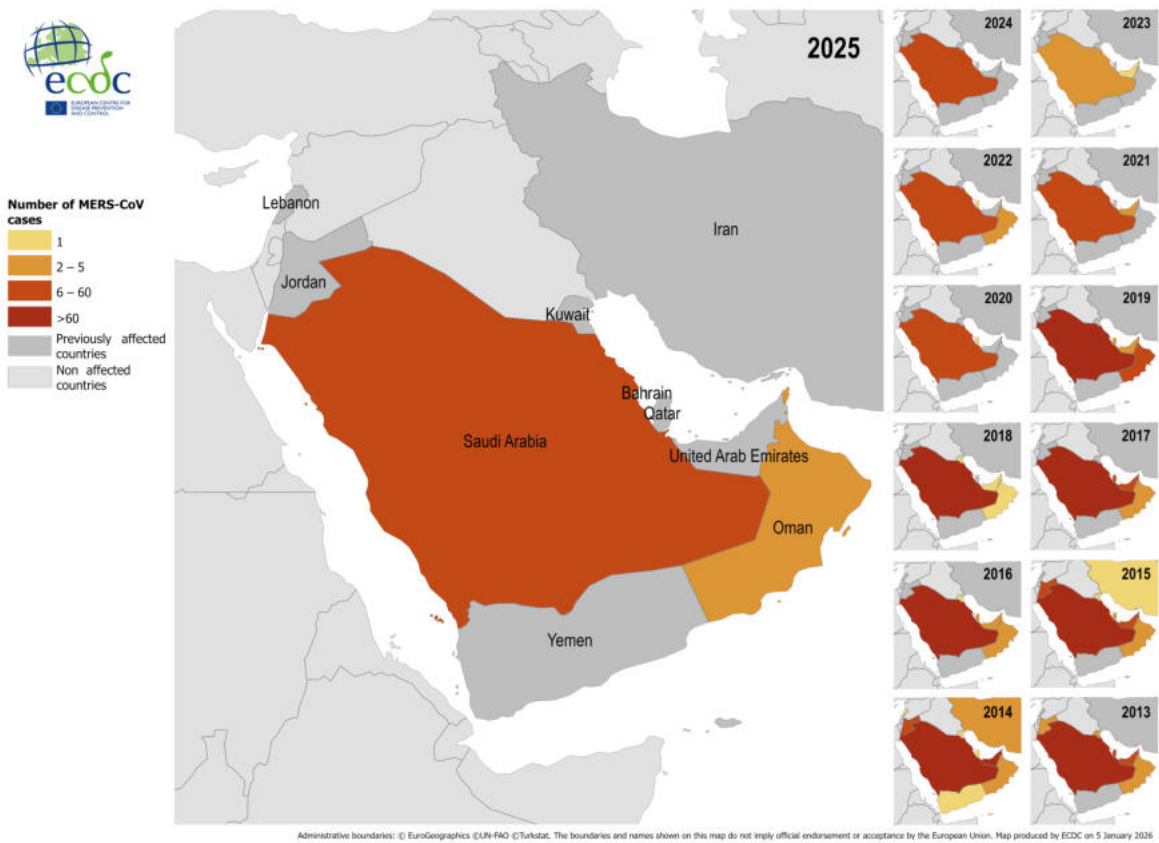 ecdc
EUROPEAN CENTRE FOR
DISEASE PREVENTION
AND CONTROL
Number of MERS-CoV
cases
1
2 – 5
6 – 60
>60
Previously affected
countries
Non affected
countries
2025
Lebanon
Iran
Jordan
Kuwait
Bahrain
Qatar
Saudi Arabia
United Arab Emirates
Oman
Yemen
2024
2023
2022
2021
2020
2019
2018
2017
2016
2015
2014
2013
Administrative boundaries: © EuroGeographics ©UN-FAO ©Turkstat. The boundaries and names shown on this map do not imply official endorsement or acceptance by the European Union. Map produced by ECDC on 5 January 2026